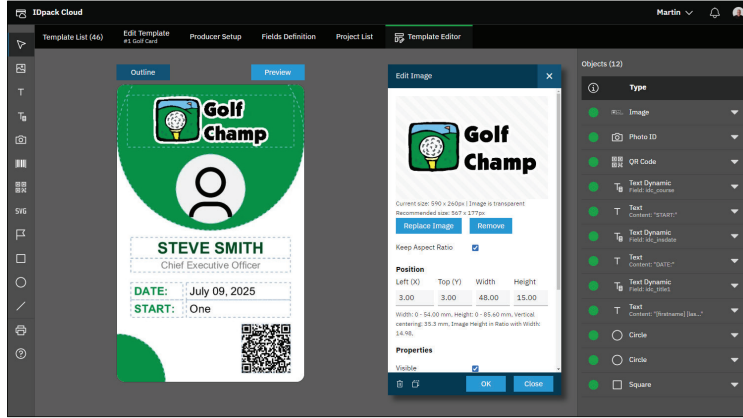 IDpack Cloud
Martin
Template List (46)
Edit Template
#1 Golf Card
Producer Setup
Fields Definition
Project List
Template Editor
Outline
Preview
Golf
Champ
STEVE SMITH
Chief Executive Officer
DATE:
July 09, 2025
START:
One
T
T
SVG
Edit Image
Golf
Champ
Current size: 590 x 260px | Image is transparent
Recommended size: 567 x 177px
Replace Image
Remove
Keep Aspect Ratio
Position
Left (X)
Top (Y)
Width
Height
3.00
3.00
48.00
15.00
Width: 0 - 54.00 mm, Height: 0 - 85.60 mm, Vertical
centering: 35.3 mm, Image Height in Ratio with Width:
14.98,
Properties
Visible
OK
Close
Objects (12)
Type
Image
Photo ID
QR Code
Text Dynamic
Field: idc_course
Text
Content: "START:"
Text Dynamic
Field: idc_insdate
Text
Content: "DATE:"
Text Dynamic
Field: idc_title1
Text
Content: "[firstname] [las..."
Circle
Circle
Square